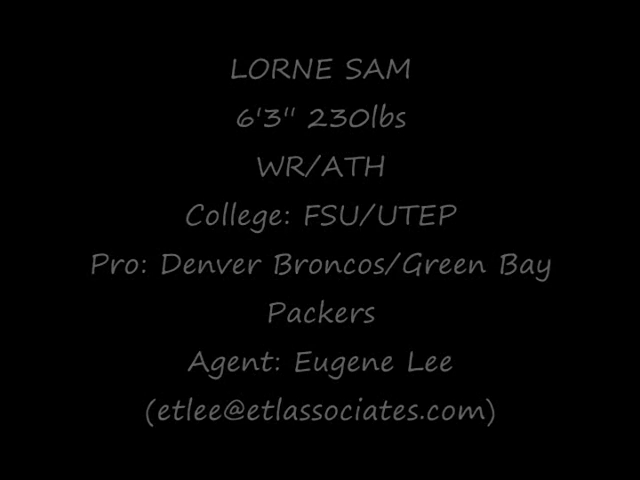 LORNE SAM
6'3" 230lbs
WR/ATH
College: FSU/UTEP
Pro: Denver Broncos/Green Bay
Packers
Agent: Eugene Lee
(etlee@etlassociates.com)